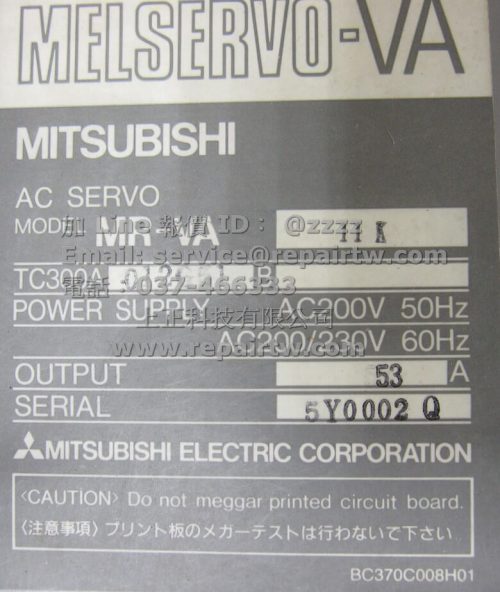 MELSERVO-VA
MITSUBISHI
AC SERVO
MODEL MR-VA 11K
加 Line 報價 ID： @zzzz
Email: service@repairtw.com
TC300A B
電話：037-466333
POWER SUPPLY AC200V 50Hz
上正科技有限公司
AC200/230V 60Hz
www.repairtw.com
OUTPUT 53 A
SERIAL 5Y0002Q
MITSUBISHI ELECTRIC CORPORATION
〈CAUTION〉 Do not meggar printed circuit board.
〈注意事項〉プリント板のメガーテストは行わないで下さい
BC370C008H01